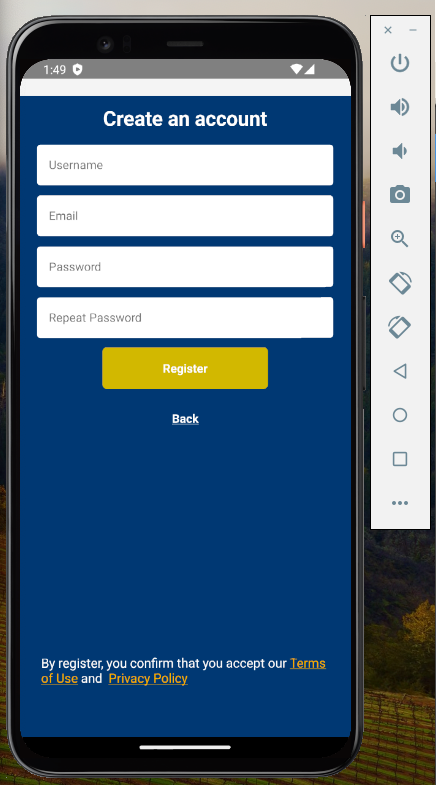 1:49
Create an account
Username
Email
Password
Repeat Password
Register
Back
By register, you confirm that you accept our Terms
of Use and Privacy Policy